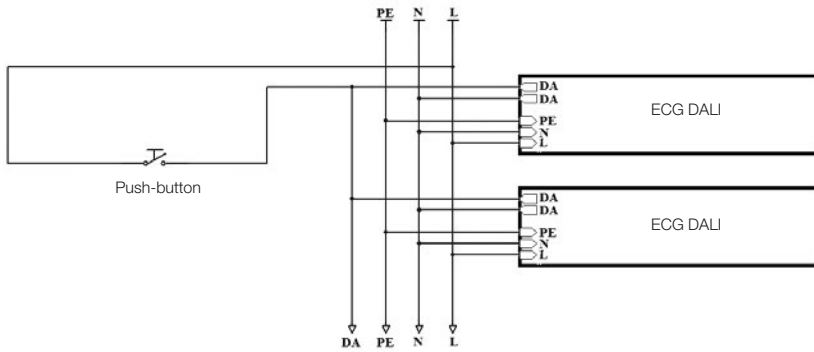 PE N L
DA
DA
ECG DALI
PE
N
L
Push-button
DA
DA
ECG DALI
PE
N
L
DA PE N L